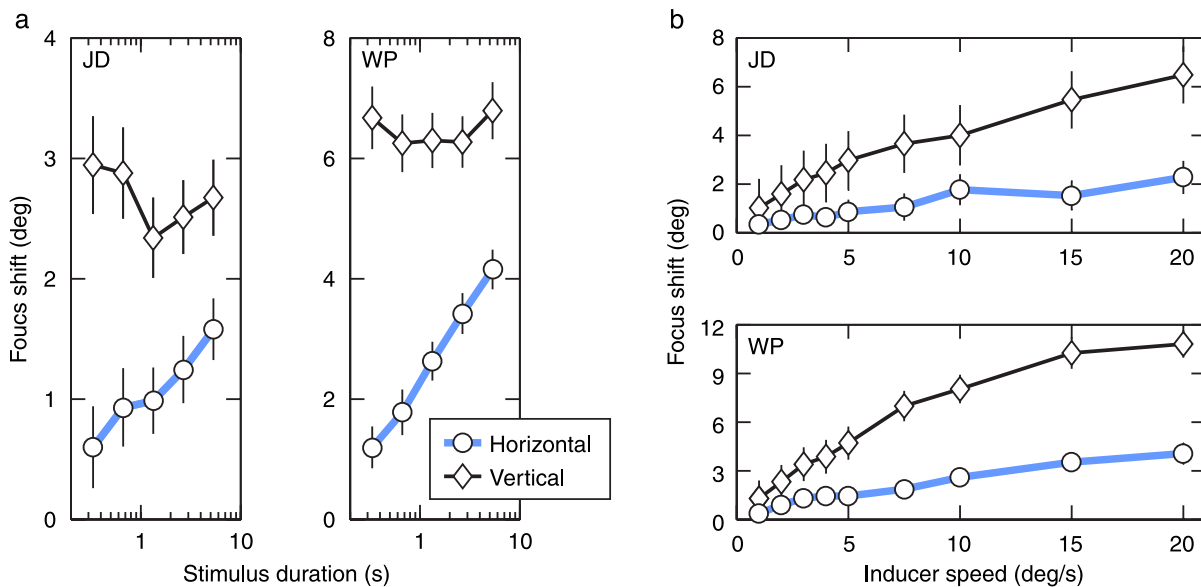 a
b
4
3
2
1
0
JD
1
10
8
6
4
2
0
WP
1
10
Foucs shift (deg)
Stimulus duration (s)
Horizontal
Vertical
8
6
4
2
0
JD
0
5
10
15
20
12
9
6
3
0
WP
0
5
10
15
20
Focus shift (deg)
Inducer speed (deg/s)